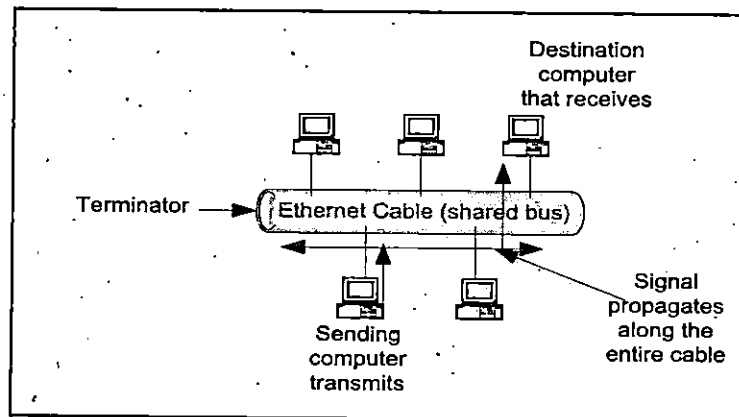 Destination
computer
that receives
Terminator
Ethernet Cable (shared bus)
Sending
computer
transmits
Signal
propagates
along the
entire cable